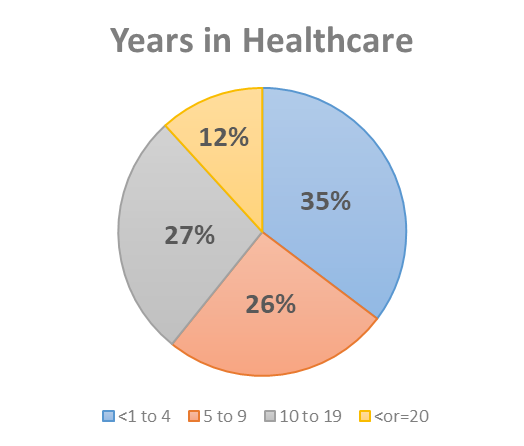 Years in Healthcare
12%
35%
27%
26%
<1 to 4 5 to 9 10 to 19 <or=20